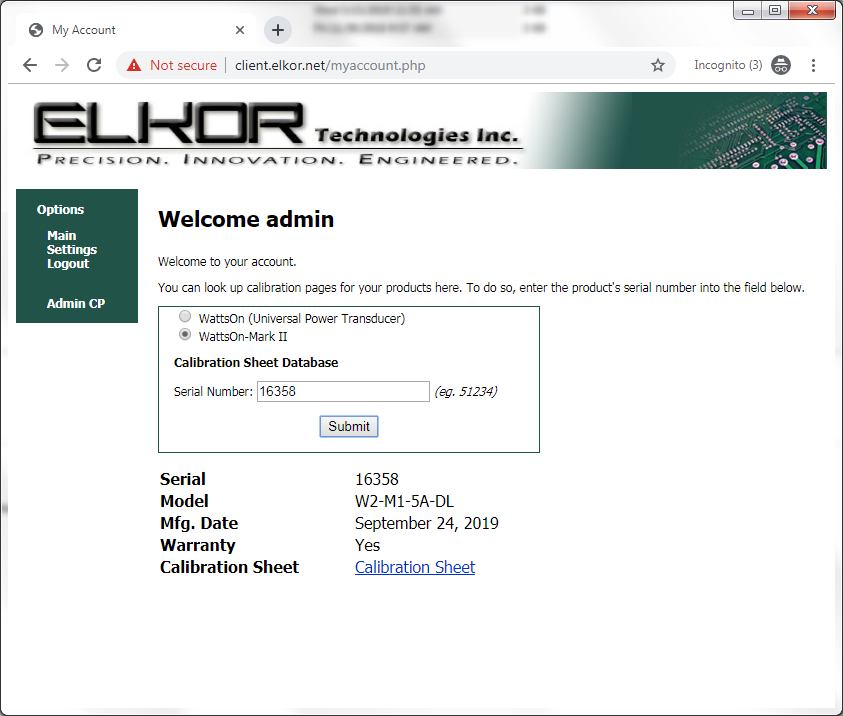 My Account
Not secure
client.elkor.net/myaccount.php
Incognito (3)
ELKOR Technologies Inc.
PRECISION. INNOVATION. ENGINEERED.
Options
Main
Settings
Logout
Admin CP
Welcome admin
Welcome to your account.
You can look up calibration pages for your products here. To do so, enter the product's serial number into the field below.
WattsOn (Universal Power Transducer)
WattsOn-Mark II
Calibration Sheet Database
Serial Number: 16358 (eg. 51234)
Submit
Serial 16358
Model W2-M1-5A-DL
Mfg. Date September 24, 2019
Warranty Yes
Calibration Sheet Calibration Sheet